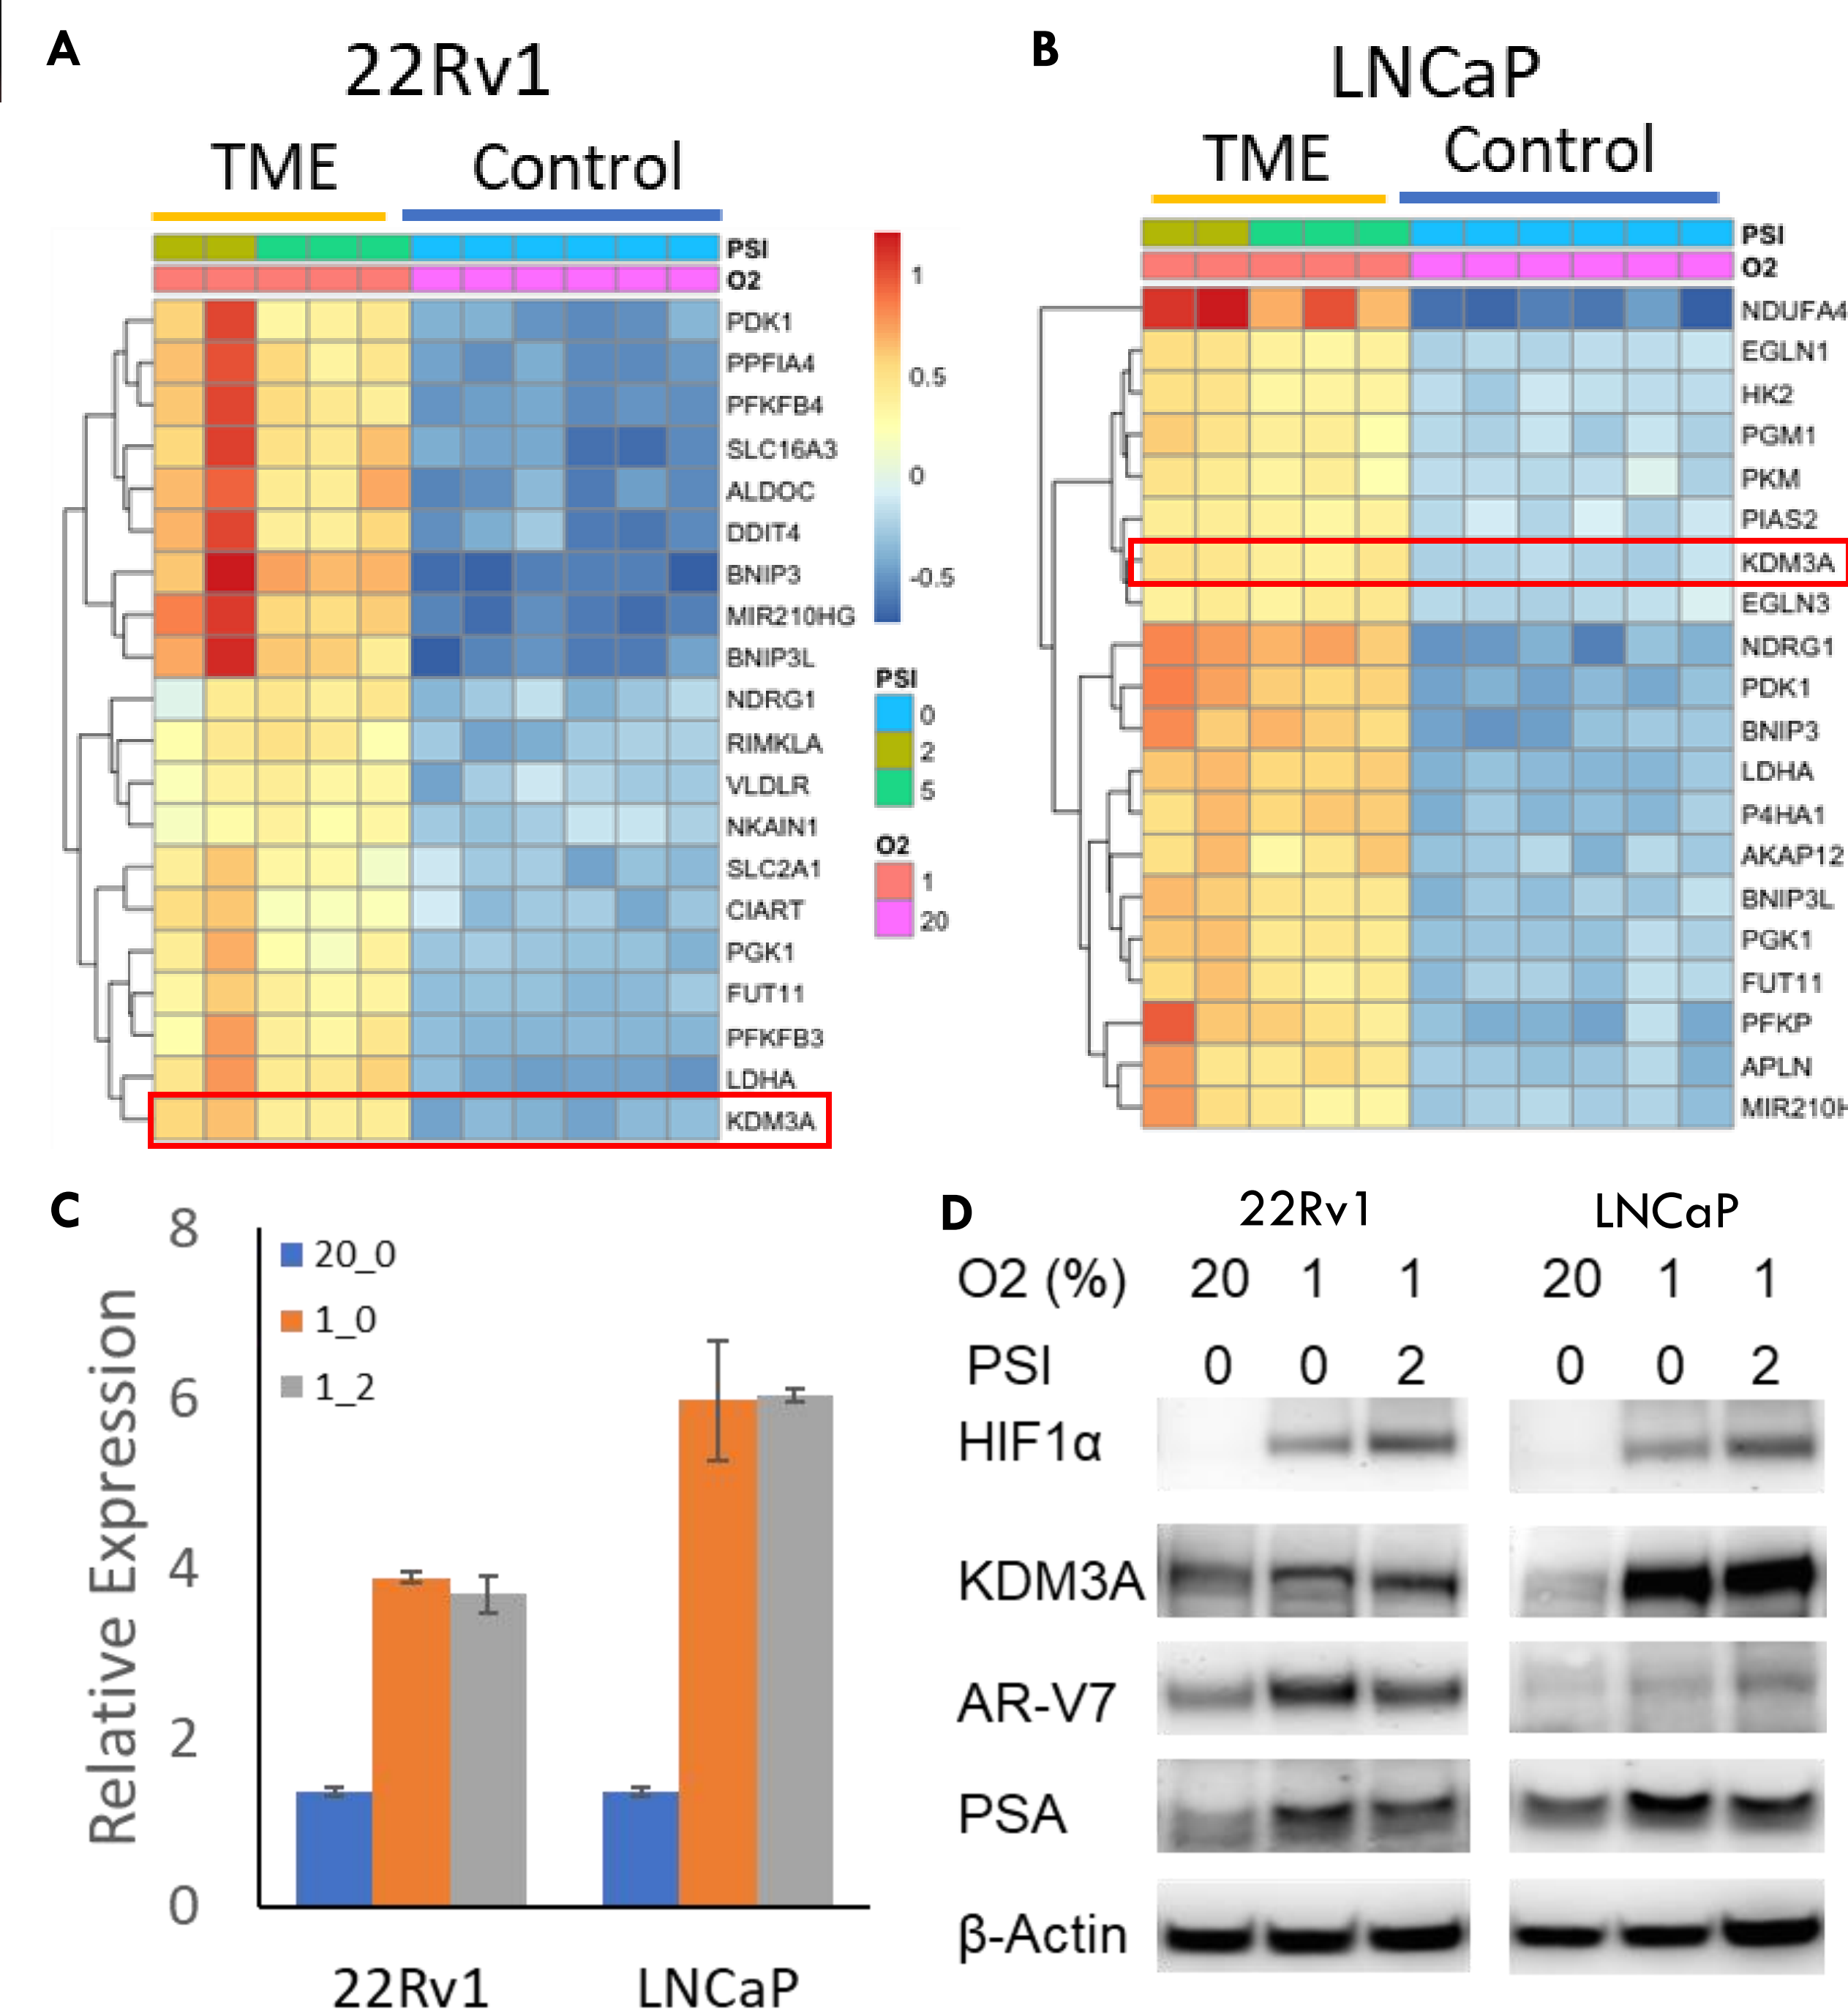 A
22Rv1
TME Control
PSI
O2
PDK1
PPFIA4
PFKFB4
SLC16A3
ALDOC
DDIT4
BNIP3
MIR210HG
BNIP3L
NDRG1
RIMKLA
VLDLR
NKAIN1
SLC2A1
CIART
PGK1
FUT11
PFKFB3
LDHA
KDM3A
1
0.5
0
-0.5
PSI
0
2
5
O2
1
20
B
LNCaP
TME Control
PSI
O2
NDUFA4
EGLN1
HK2
PGM1
PKM
PIAS2
KDM3A
EGLN3
NDRG1
PDK1
BNIP3
LDHA
P4HA1
AKAP12
BNIP3L
PGK1
FUT11
PFKP
APLN
MIR210H
C
Relative Expression
8
6
4
2
0
20_0
1_0
1_2
22Rv1 LNCaP
D
22Rv1 LNCaP
O2 (%) 20 1 1 20 1 1
PSI 0 0 2 0 0 2
HIF1α
KDM3A
AR-V7
PSA
β-Actin